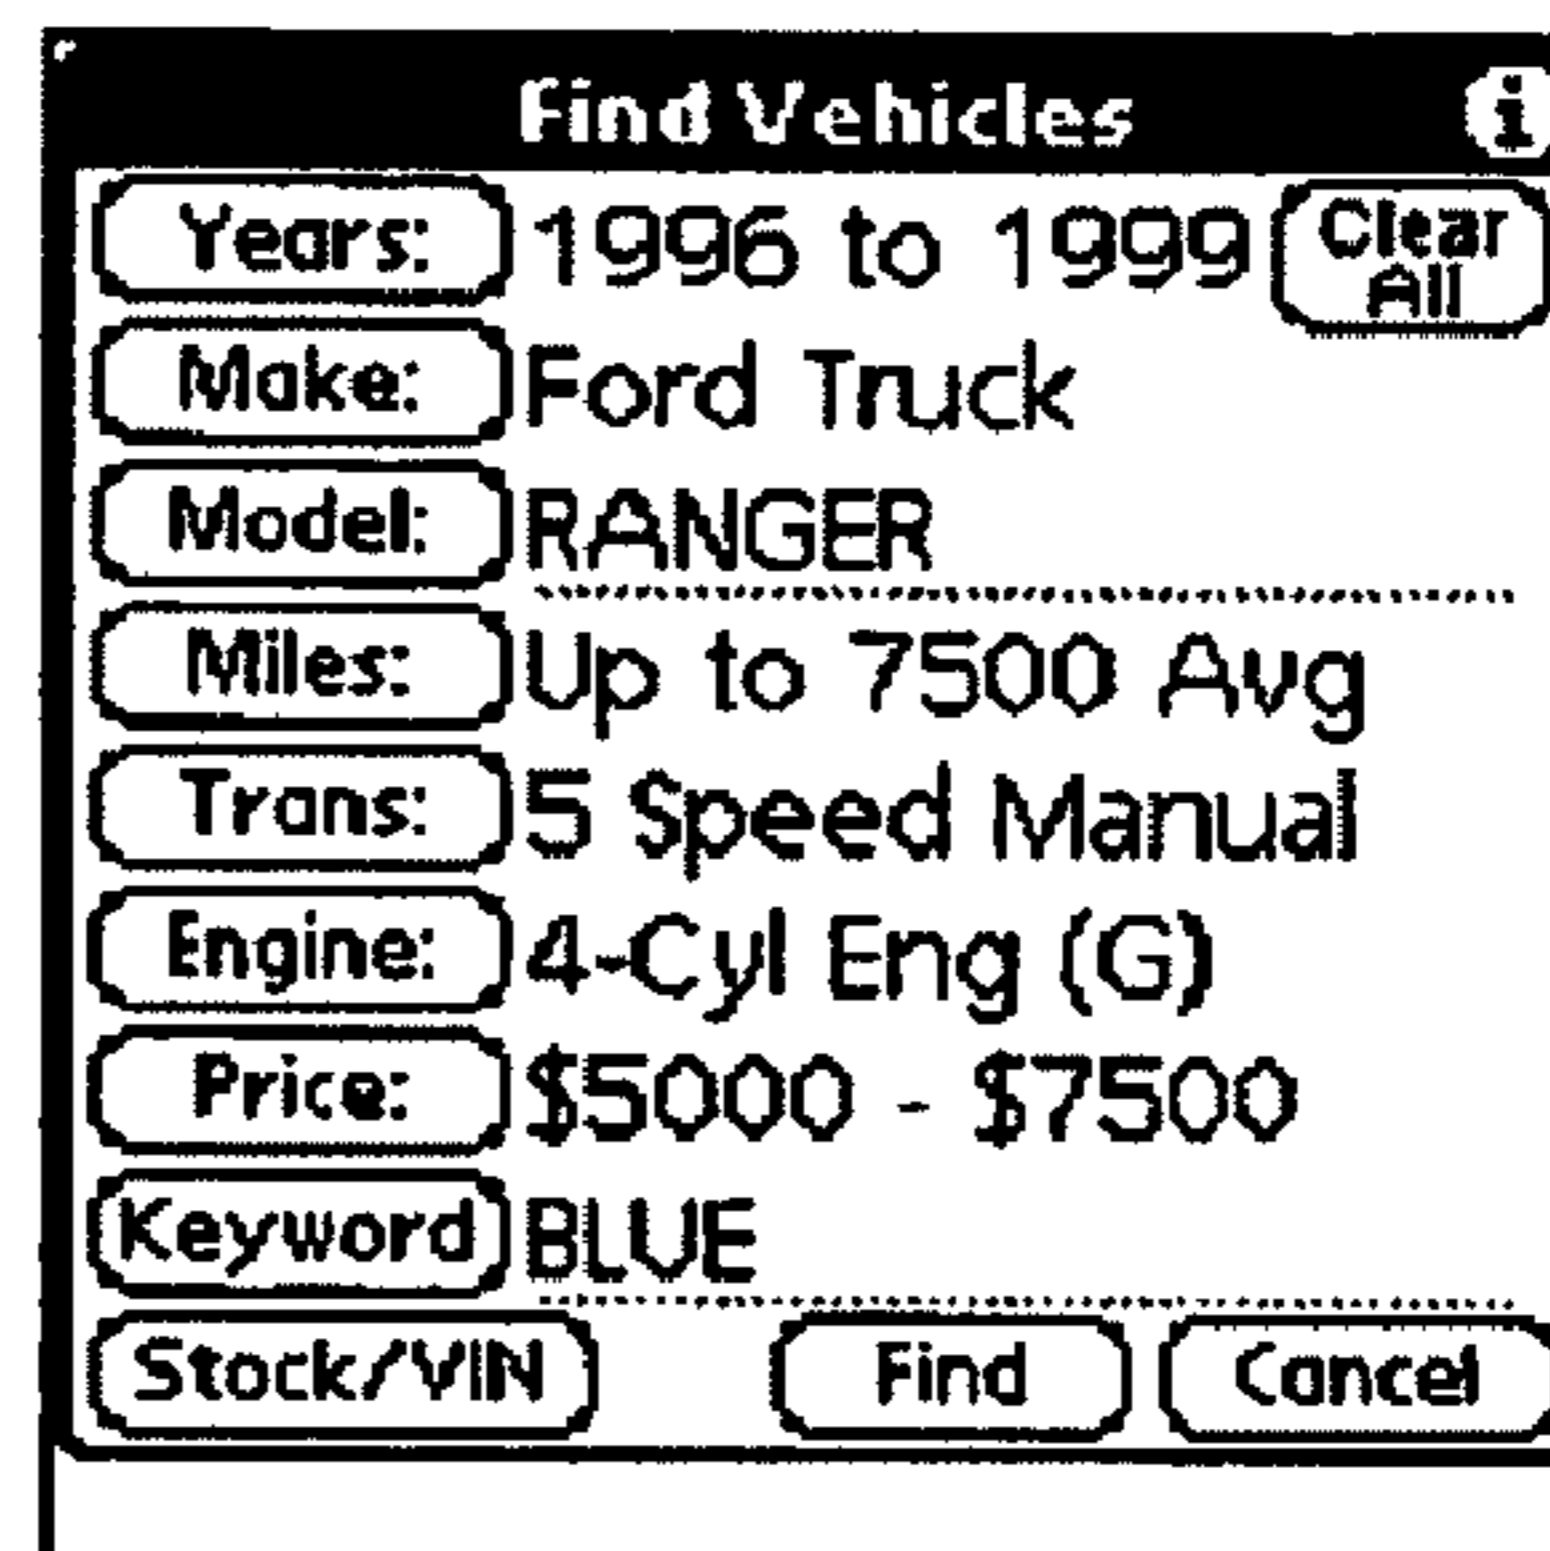 Find Vehicles i
Years: 1996 to 1999 Clear All
Make: Ford Truck
Model: RANGER
Miles: Up to 7500 Avg
Trans: 5 Speed Manual
Engine: 4-Cyl Eng (G)
Price: $5000 - $7500
Keyword BLUE
Stock/VIN Find Cancel